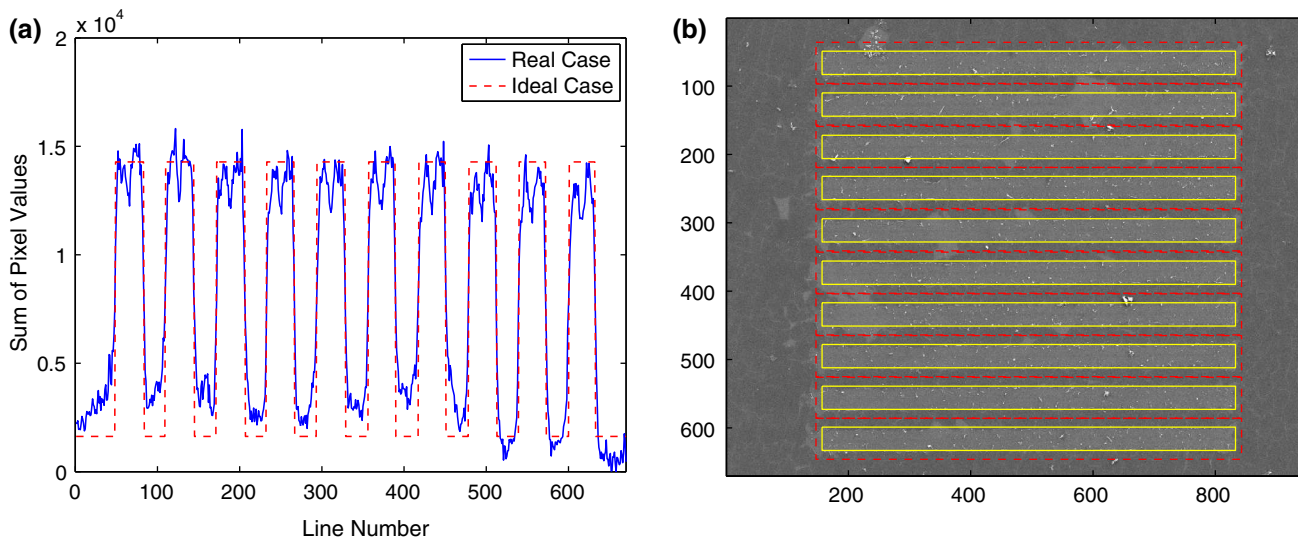 (a)
x 10^4
2
1.5
1
0.5
0
Sum of Pixel Values
0 100 200 300 400 500 600
Line Number
Real Case
Ideal Case
(b)
100
200
300
400
500
600
200 400 600 800